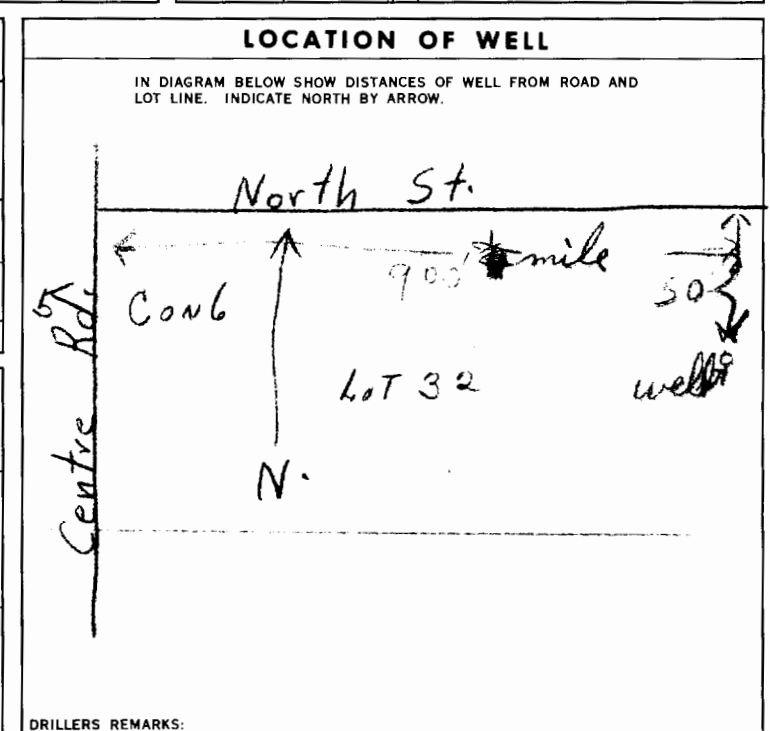 LOCATION OF WELL
IN DIAGRAM BELOW SHOW DISTANCES OF WELL FROM ROAD AND
LOT LINE. INDICATE NORTH BY ARROW.
North St.
900' mile
50
CON 6
Centre Rd.
LOT 32
well
N.
DRILLERS REMARKS: